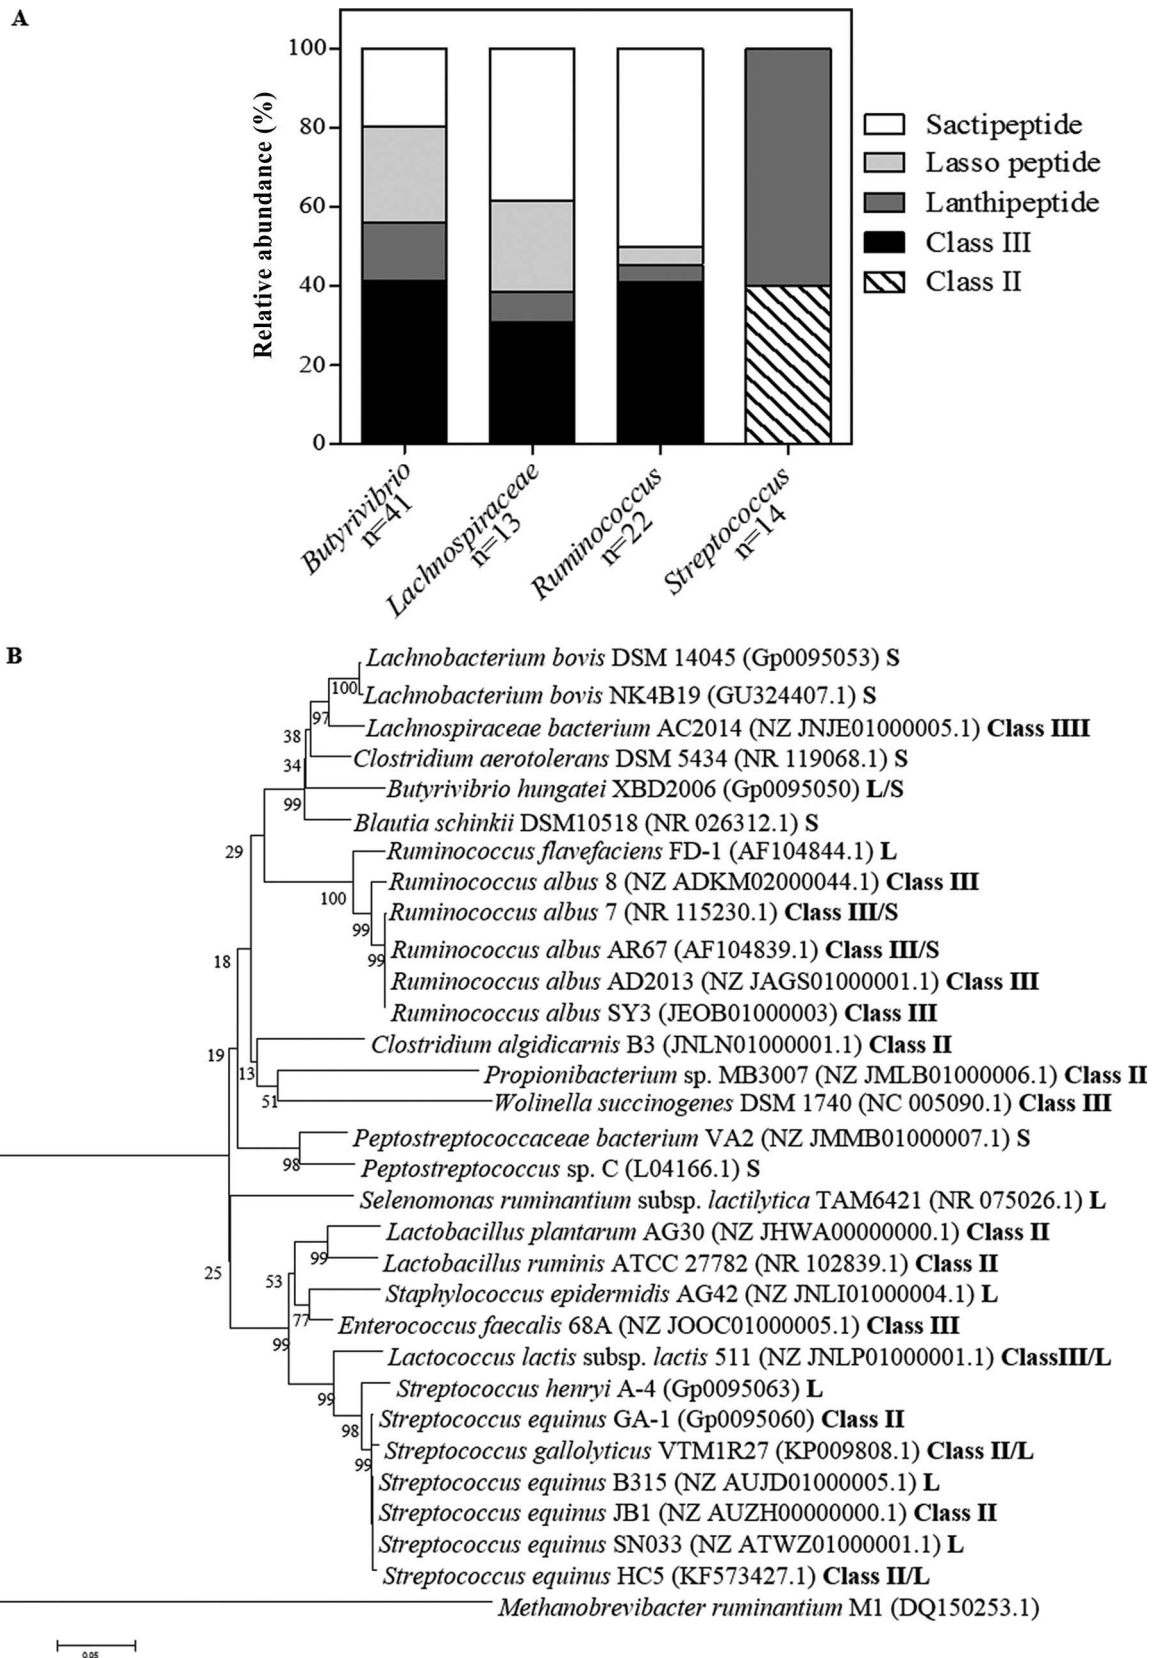 A
Relative abundance (%)
100
80
60
40
20
0
Butyrivibrio
n=41
Lachnospiraceae
n=13
Ruminococcus
n=22
Streptococcus
n=14
Sactipeptide
Lasso peptide
Lanthipeptide
Class III
Class II
B
Lachnobacterium bovis DSM 14045 (Gp0095053) S
100
Lachnobacterium bovis NK4B19 (GU324407.1) S
97
Lachnospiraceae bacterium AC2014 (NZ JNJE01000005.1) Class IIII
38
Clostridium aerotolerans DSM 5434 (NR 119068.1) S
34
Butyrivibrio hungatei XBD2006 (Gp0095050) L/S
99
Blautia schinkii DSM10518 (NR 026312.1) S
29
Ruminococcus flavefaciens FD-1 (AF104844.1) L
Ruminococcus albus 8 (NZ ADKM02000044.1) Class III
100
Ruminococcus albus 7 (NR 115230.1) Class III/S
99
Ruminococcus albus AR67 (AF104839.1) Class III/S
99
18
Ruminococcus albus AD2013 (NZ JAGS01000001.1) Class III
Ruminococcus albus SY3 (JEOB01000003) Class III
Clostridium algidicarnis B3 (JNLN01000001.1) Class II
19
13
Propionibacterium sp. MB3007 (NZ JMLB01000006.1) Class II
51
Wolinella succinogenes DSM 1740 (NC 005090.1) Class III
Peptostreptococcaceae bacterium VA2 (NZ JMMB01000007.1) S
98
Peptostreptococcus sp. C (L04166.1) S
Selenomonas ruminantium subsp. lactilytica TAM6421 (NR 075026.1) L
Lactobacillus plantarum AG30 (NZ JHWA00000000.1) Class II
99
Lactobacillus ruminis ATCC 27782 (NR 102839.1) Class II
25
53
Staphylococcus epidermidis AG42 (NZ JNLI01000004.1) L
77
Enterococcus faecalis 68A (NZ JOOC01000005.1) Class III
99
Lactococcus lactis subsp. lactis 511 (NZ JNLP01000001.1) ClassIII/L
99
Streptococcus henryi A-4 (Gp0095063) L
Streptococcus equinus GA-1 (Gp0095060) Class II
98
Streptococcus gallolyticus VTM1R27 (KP009808.1) Class II/L
99
Streptococcus equinus B315 (NZ AUJD01000005.1) L
Streptococcus equinus JB1 (NZ AUZH00000000.1) Class II
Streptococcus equinus SN033 (NZ ATWZ01000001.1) L
Streptococcus equinus HC5 (KF573427.1) Class II/L
Methanobrevibacter ruminantium M1 (DQ150253.1)
0.05